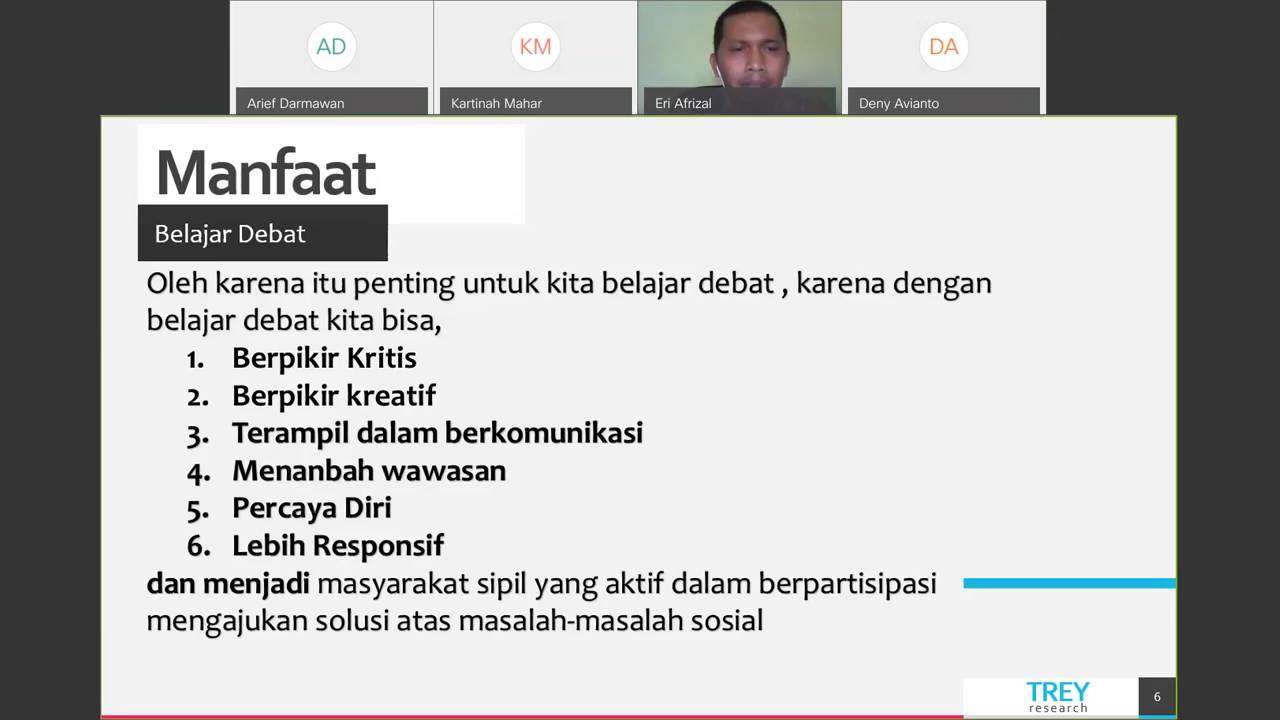 AD
KM
DA
Arief Darmawan
Kartinah Mahar
Eri Afrizal
Deny Avianto
Manfaat
Belajar Debat
Oleh karena itu penting untuk kita belajar debat , karena dengan
belajar debat kita bisa,
1. Berpikir Kritis
2. Berpikir kreatif
3. Terampil dalam berkomunikasi
4. Menanbah wawasan
5. Percaya Diri
6. Lebih Responsif
dan menjadi masyarakat sipil yang aktif dalam berpartisipasi
mengajukan solusi atas masalah-masalah sosial
TREY
research
6